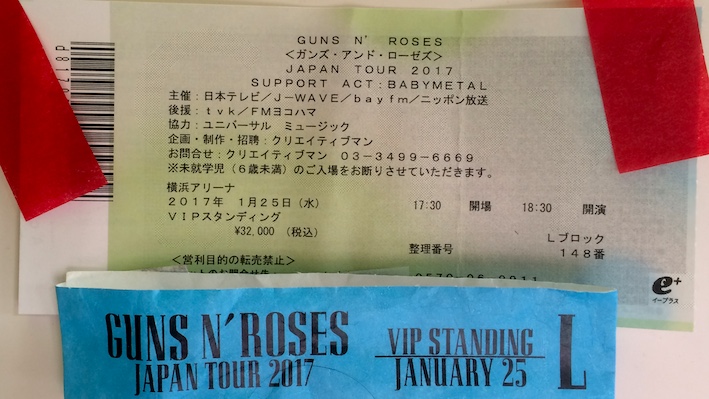 GUNS N' ROSES
＜ガンズ・アンド・ローゼズ＞
JAPAN TOUR 2017
SUPPORT ACT:BABYMETAL
主催：日本テレビ／J-WAVE／bayfm／ニッポン放送
後援：tvk／FMヨコハマ
協力：ユニバーサル ミュージック
企画・制作・招聘：クリエイティブマン
お問合せ：クリエイティブマン 03-3499-6669
※未就学児（6歳未満）のご入場をお断りさせていただきます。
横浜アリーナ
2017年 1月25日（水） 17:30 開場 18:30 開演
VIPスタンディング
¥32,000 （税込）
Lブロック
整理番号 148番
＜営利目的の転売禁止＞
e+
イープラス
GUNS N' ROSES
JAPAN TOUR 2017
VIP STANDING
JANUARY 25
L